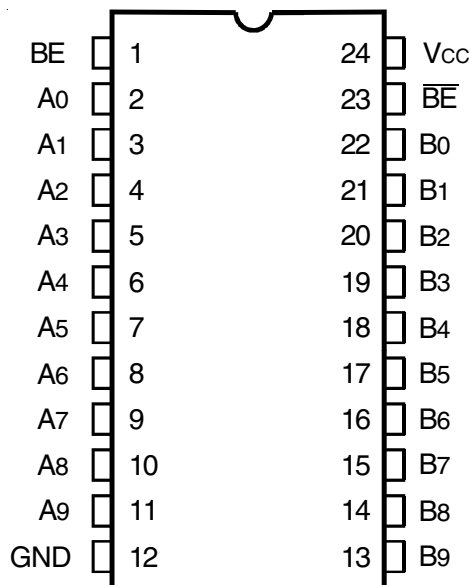 BE 1 24 VCC
A0 2 23 B̅E̅
A1 3 22 B0
A2 4 21 B1
A3 5 20 B2
A4 6 19 B3
A5 7 18 B4
A6 8 17 B5
A7 9 16 B6
A8 10 15 B7
A9 11 14 B8
GND 12 13 B9